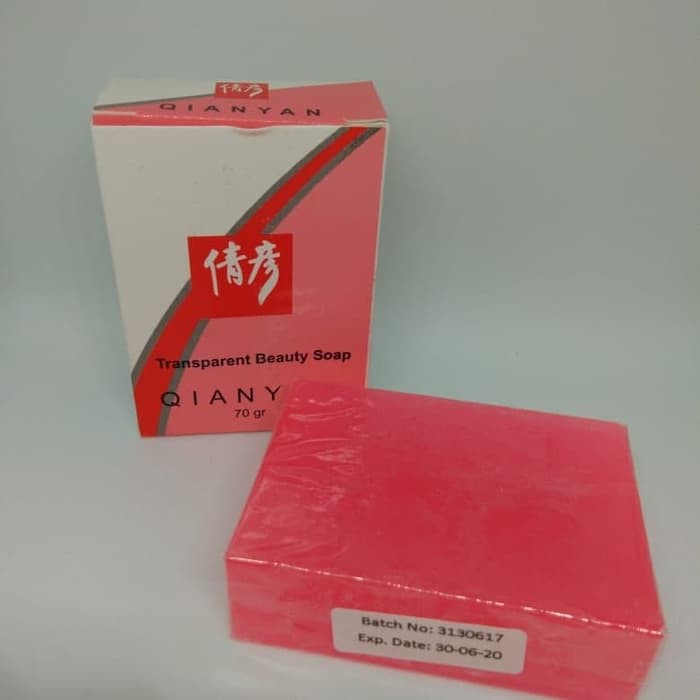 倩彦
QIANYAN
倩彦
Transparent Beauty Soap
QIANY
70 gr
Batch No: 3130617
Exp. Date: 30-06-20